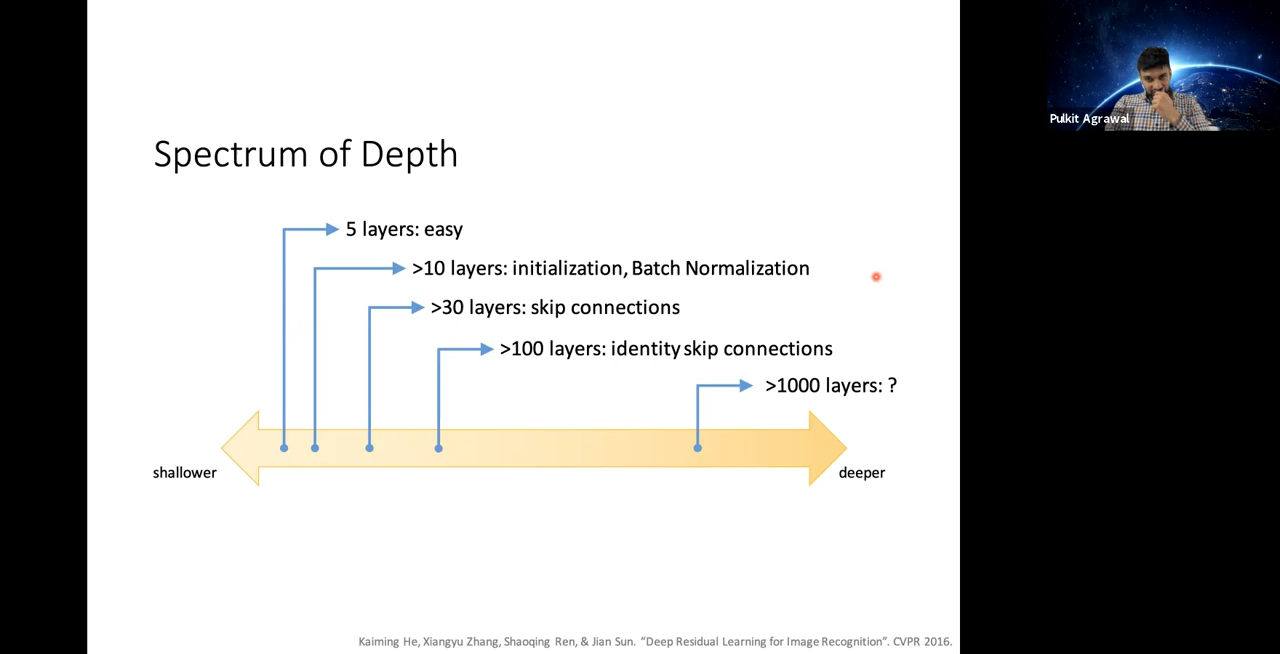 Pulkit Agrawal
Spectrum of Depth
5 layers: easy
>10 layers: initialization, Batch Normalization
>30 layers: skip connections
>100 layers: identity skip connections
>1000 layers: ?
shallower
deeper
Kaiming He, Xiangyu Zhang, Shaoqing Ren, & Jian Sun. “Deep Residual Learning for Image Recognition”. CVPR 2016.